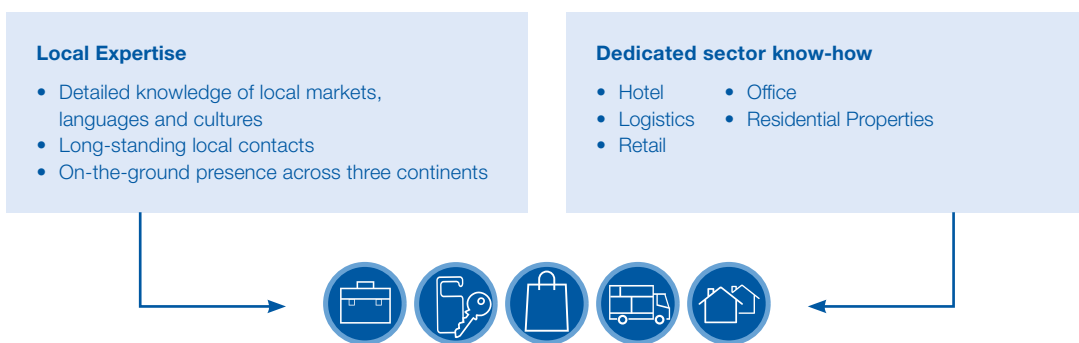 Local Expertise
• Detailed knowledge of local markets,
languages and cultures
• Long-standing local contacts
• On-the-ground presence across three continents
Dedicated sector know-how
• Hotel
• Logistics
• Retail
• Office
• Residential Properties